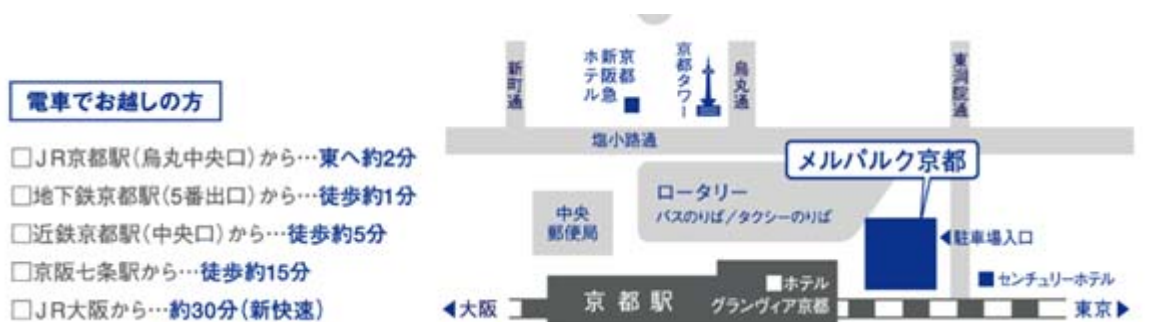 電車でお越しの方
□JR京都駅(烏丸中央口)から…東へ約2分
□地下鉄京都駅(5番出口)から…徒歩約1分
□近鉄京都駅(中央口)から…徒歩約5分
□京阪七条駅から…徒歩約15分
□JR大阪から…約30分(新快速)
新町通
京都
新阪急
ホテル
京都タワー
烏丸通
東洞院通
塩小路通
メルパルク京都
ロータリー
バスのりば/タクシーのりば
中央
郵便局
◀駐車場入口
■センチュリーホテル
■ホテル
グランヴィア京都
京都駅
◀大阪
東京▶